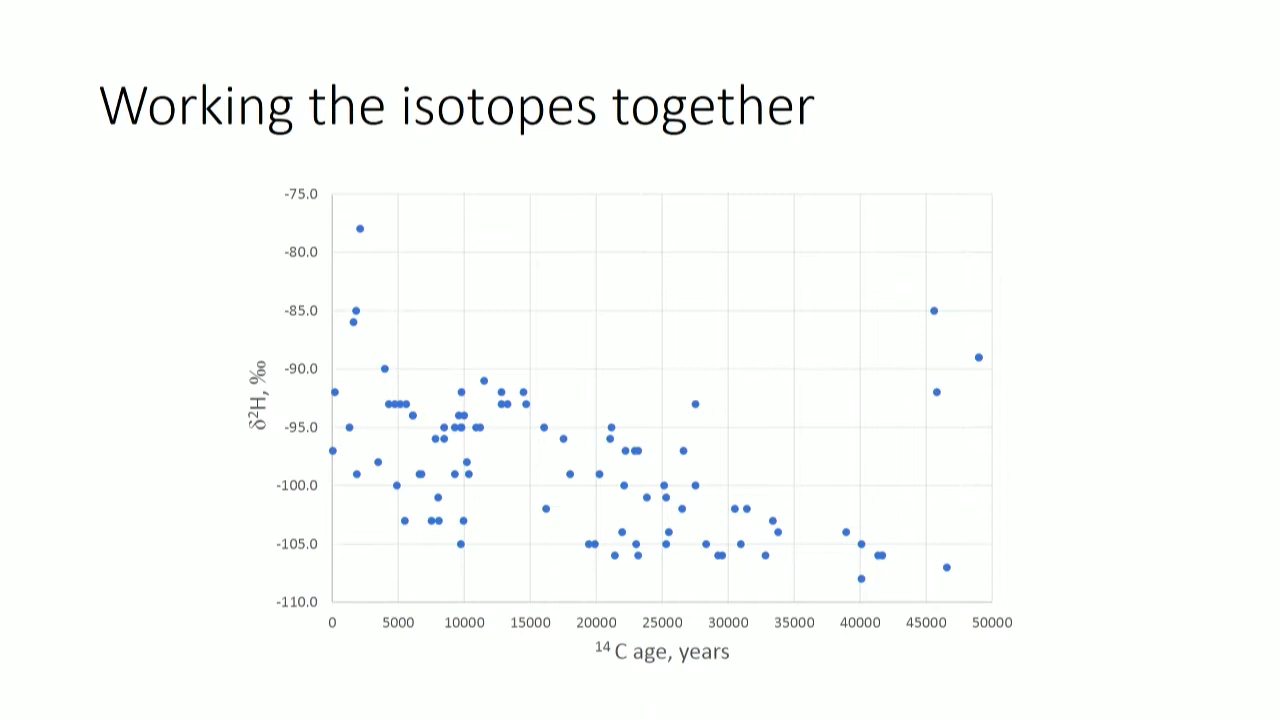 Working the isotopes together
δ²H, ‰
-75.0
-80.0
-85.0
-90.0
-95.0
-100.0
-105.0
-110.0
0 5000 10000 15000 20000 25000 30000 35000 40000 45000 50000
¹⁴ C age, years